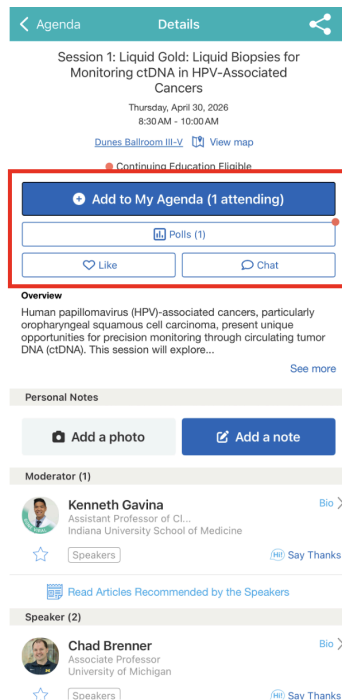 Agenda
Details
Session 1: Liquid Gold: Liquid Biopsies for
Monitoring ctDNA in HPV-Associated
Cancers
Thursday, April 30, 2026
8:30 AM - 10:00 AM
Dunes Ballroom III-V View map
Continuing Education Eligible
Add to My Agenda (1 attending)
Polls (1)
Like
Chat
Overview
Human papillomavirus (HPV)-associated cancers, particularly
oropharyngeal squamous cell carcinoma, present unique
opportunities for precision monitoring through circulating tumor
DNA (ctDNA). This session will explore...
See more
Personal Notes
Add a photo
Add a note
Moderator (1)
Kenneth Gavina
Bio
Assistant Professor of Cl...
Indiana University School of Medicine
Speakers
Hi! Say Thanks
Read Articles Recommended by the Speakers
Speaker (2)
Chad Brenner
Bio
Associate Professor
University of Michigan
Speakers
Hi! Say Thanks